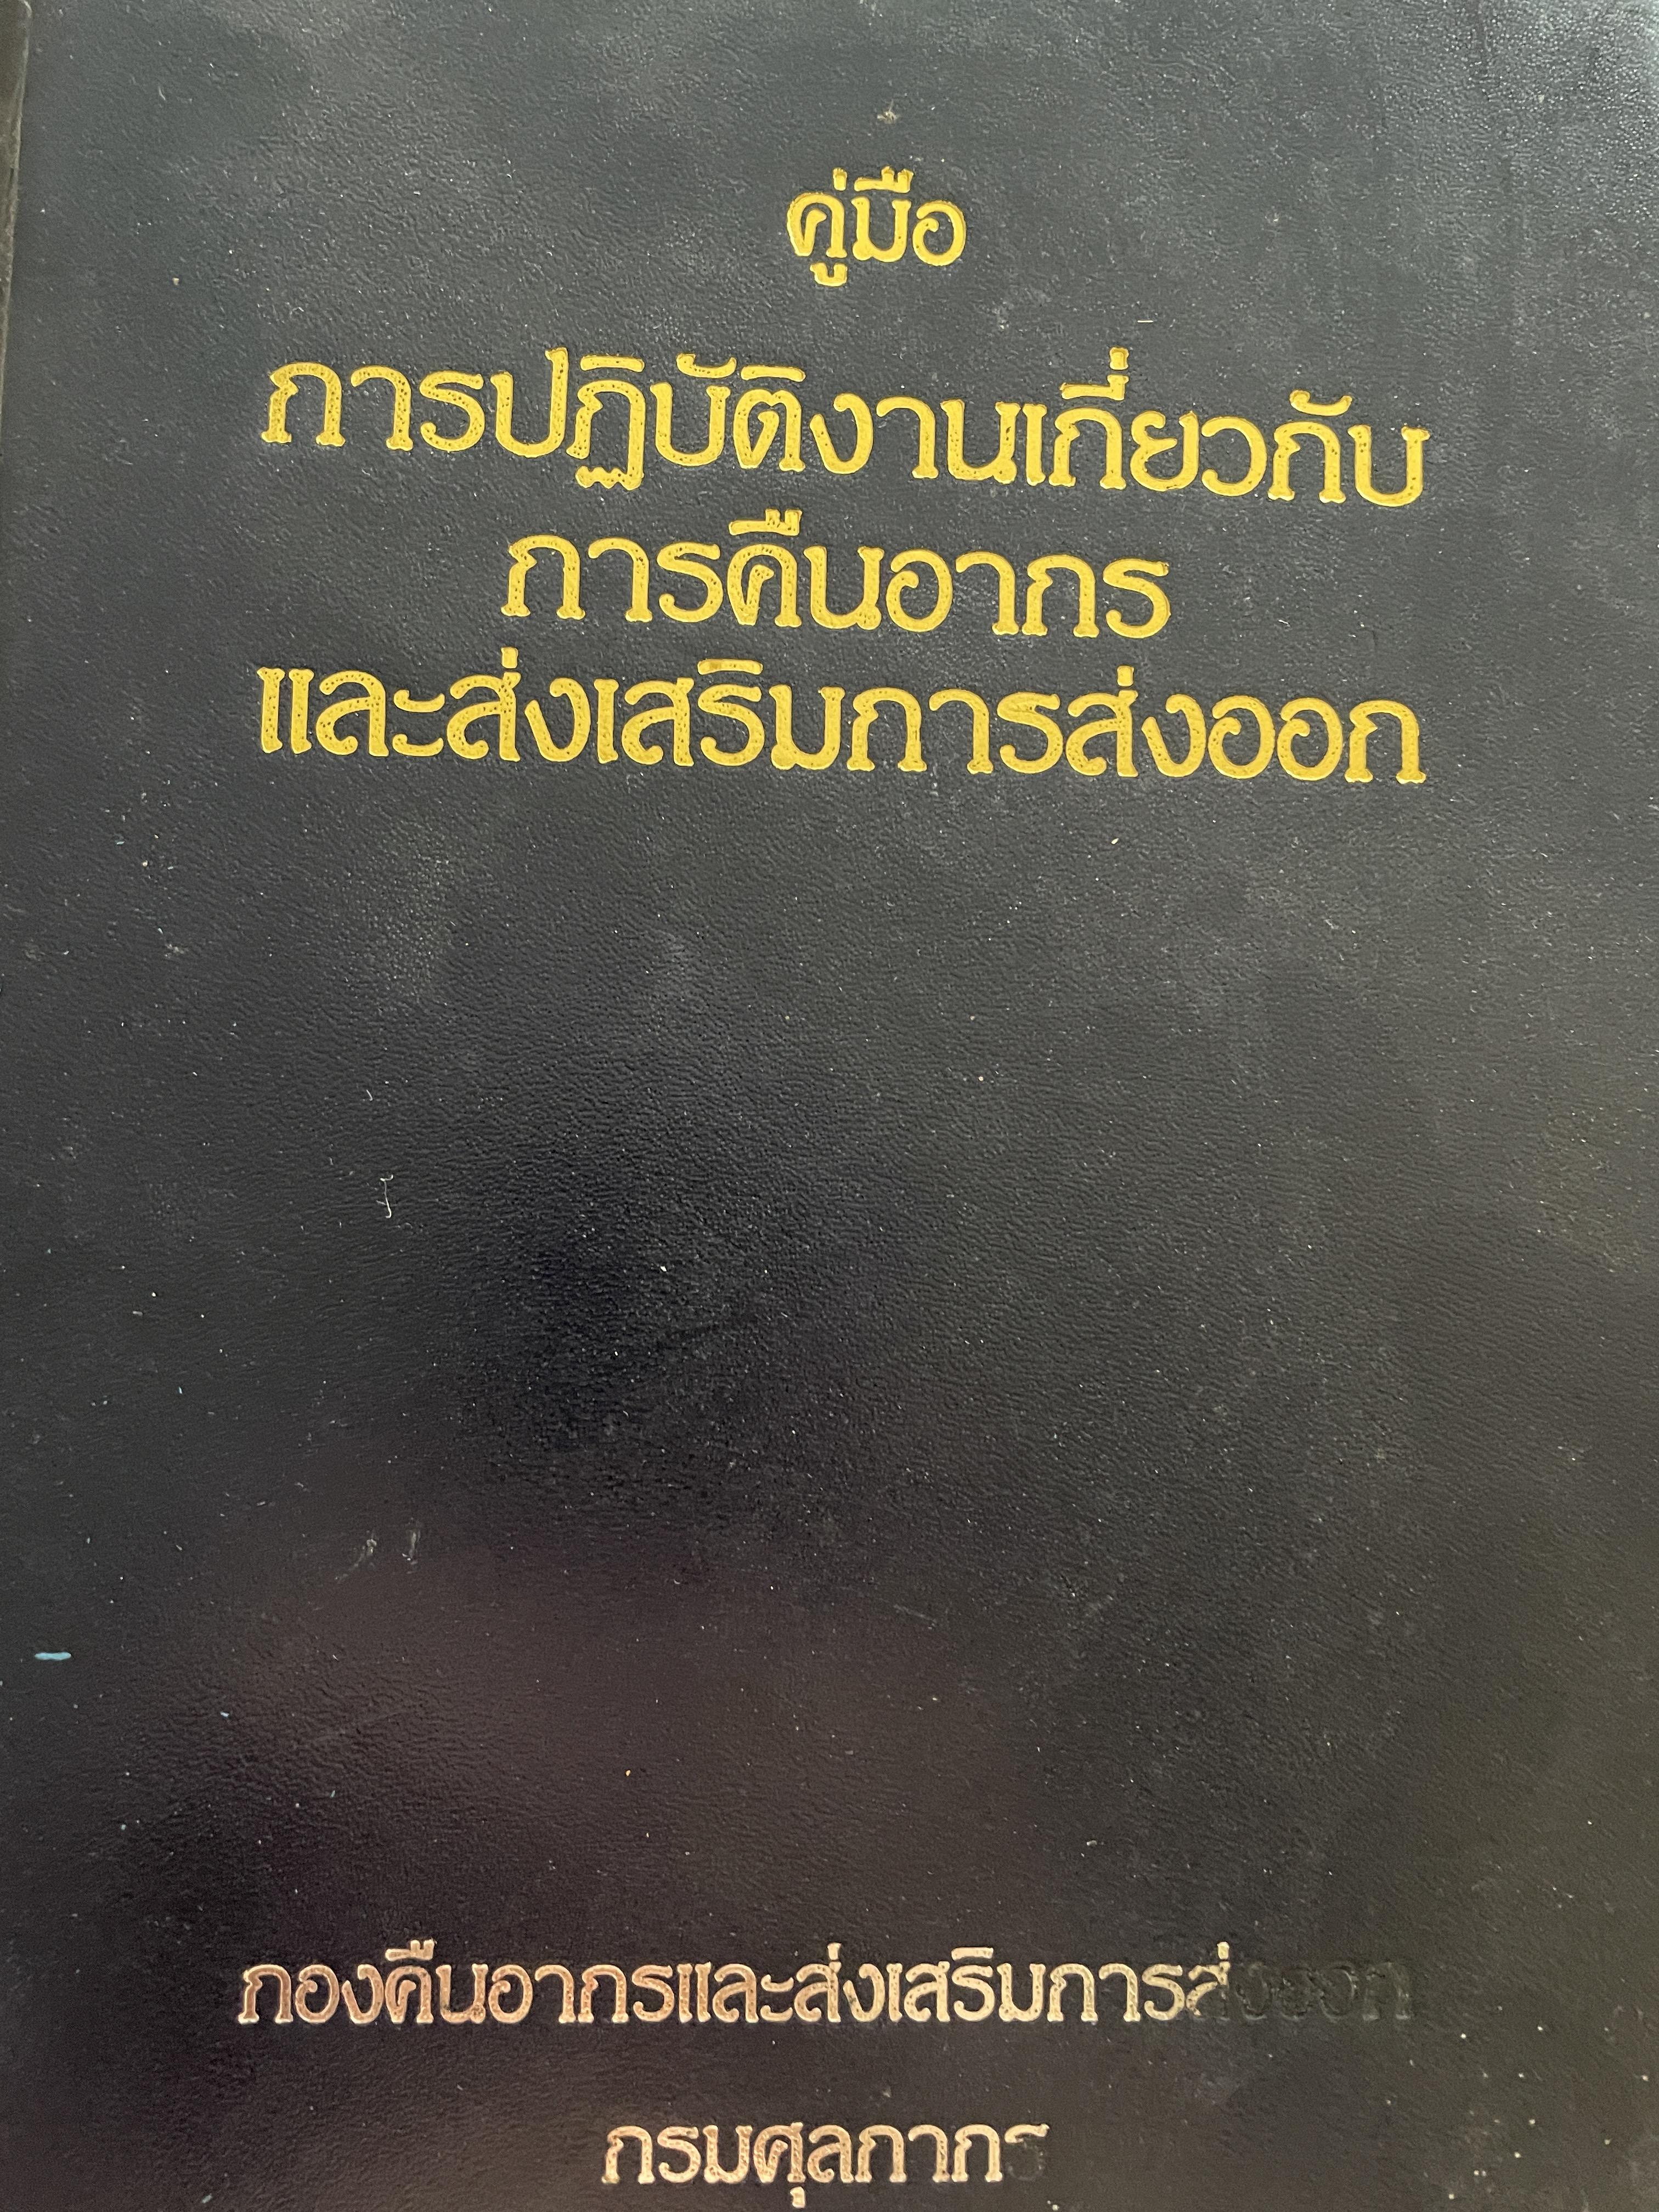 คู่มือ
การปฏิบัติงานเกี่ยวกับ
การคืนอากร
และส่งเสริมการส่งออก
กองคืนอากรและส่งเสริมการส่งออก
กรมศุลกากร